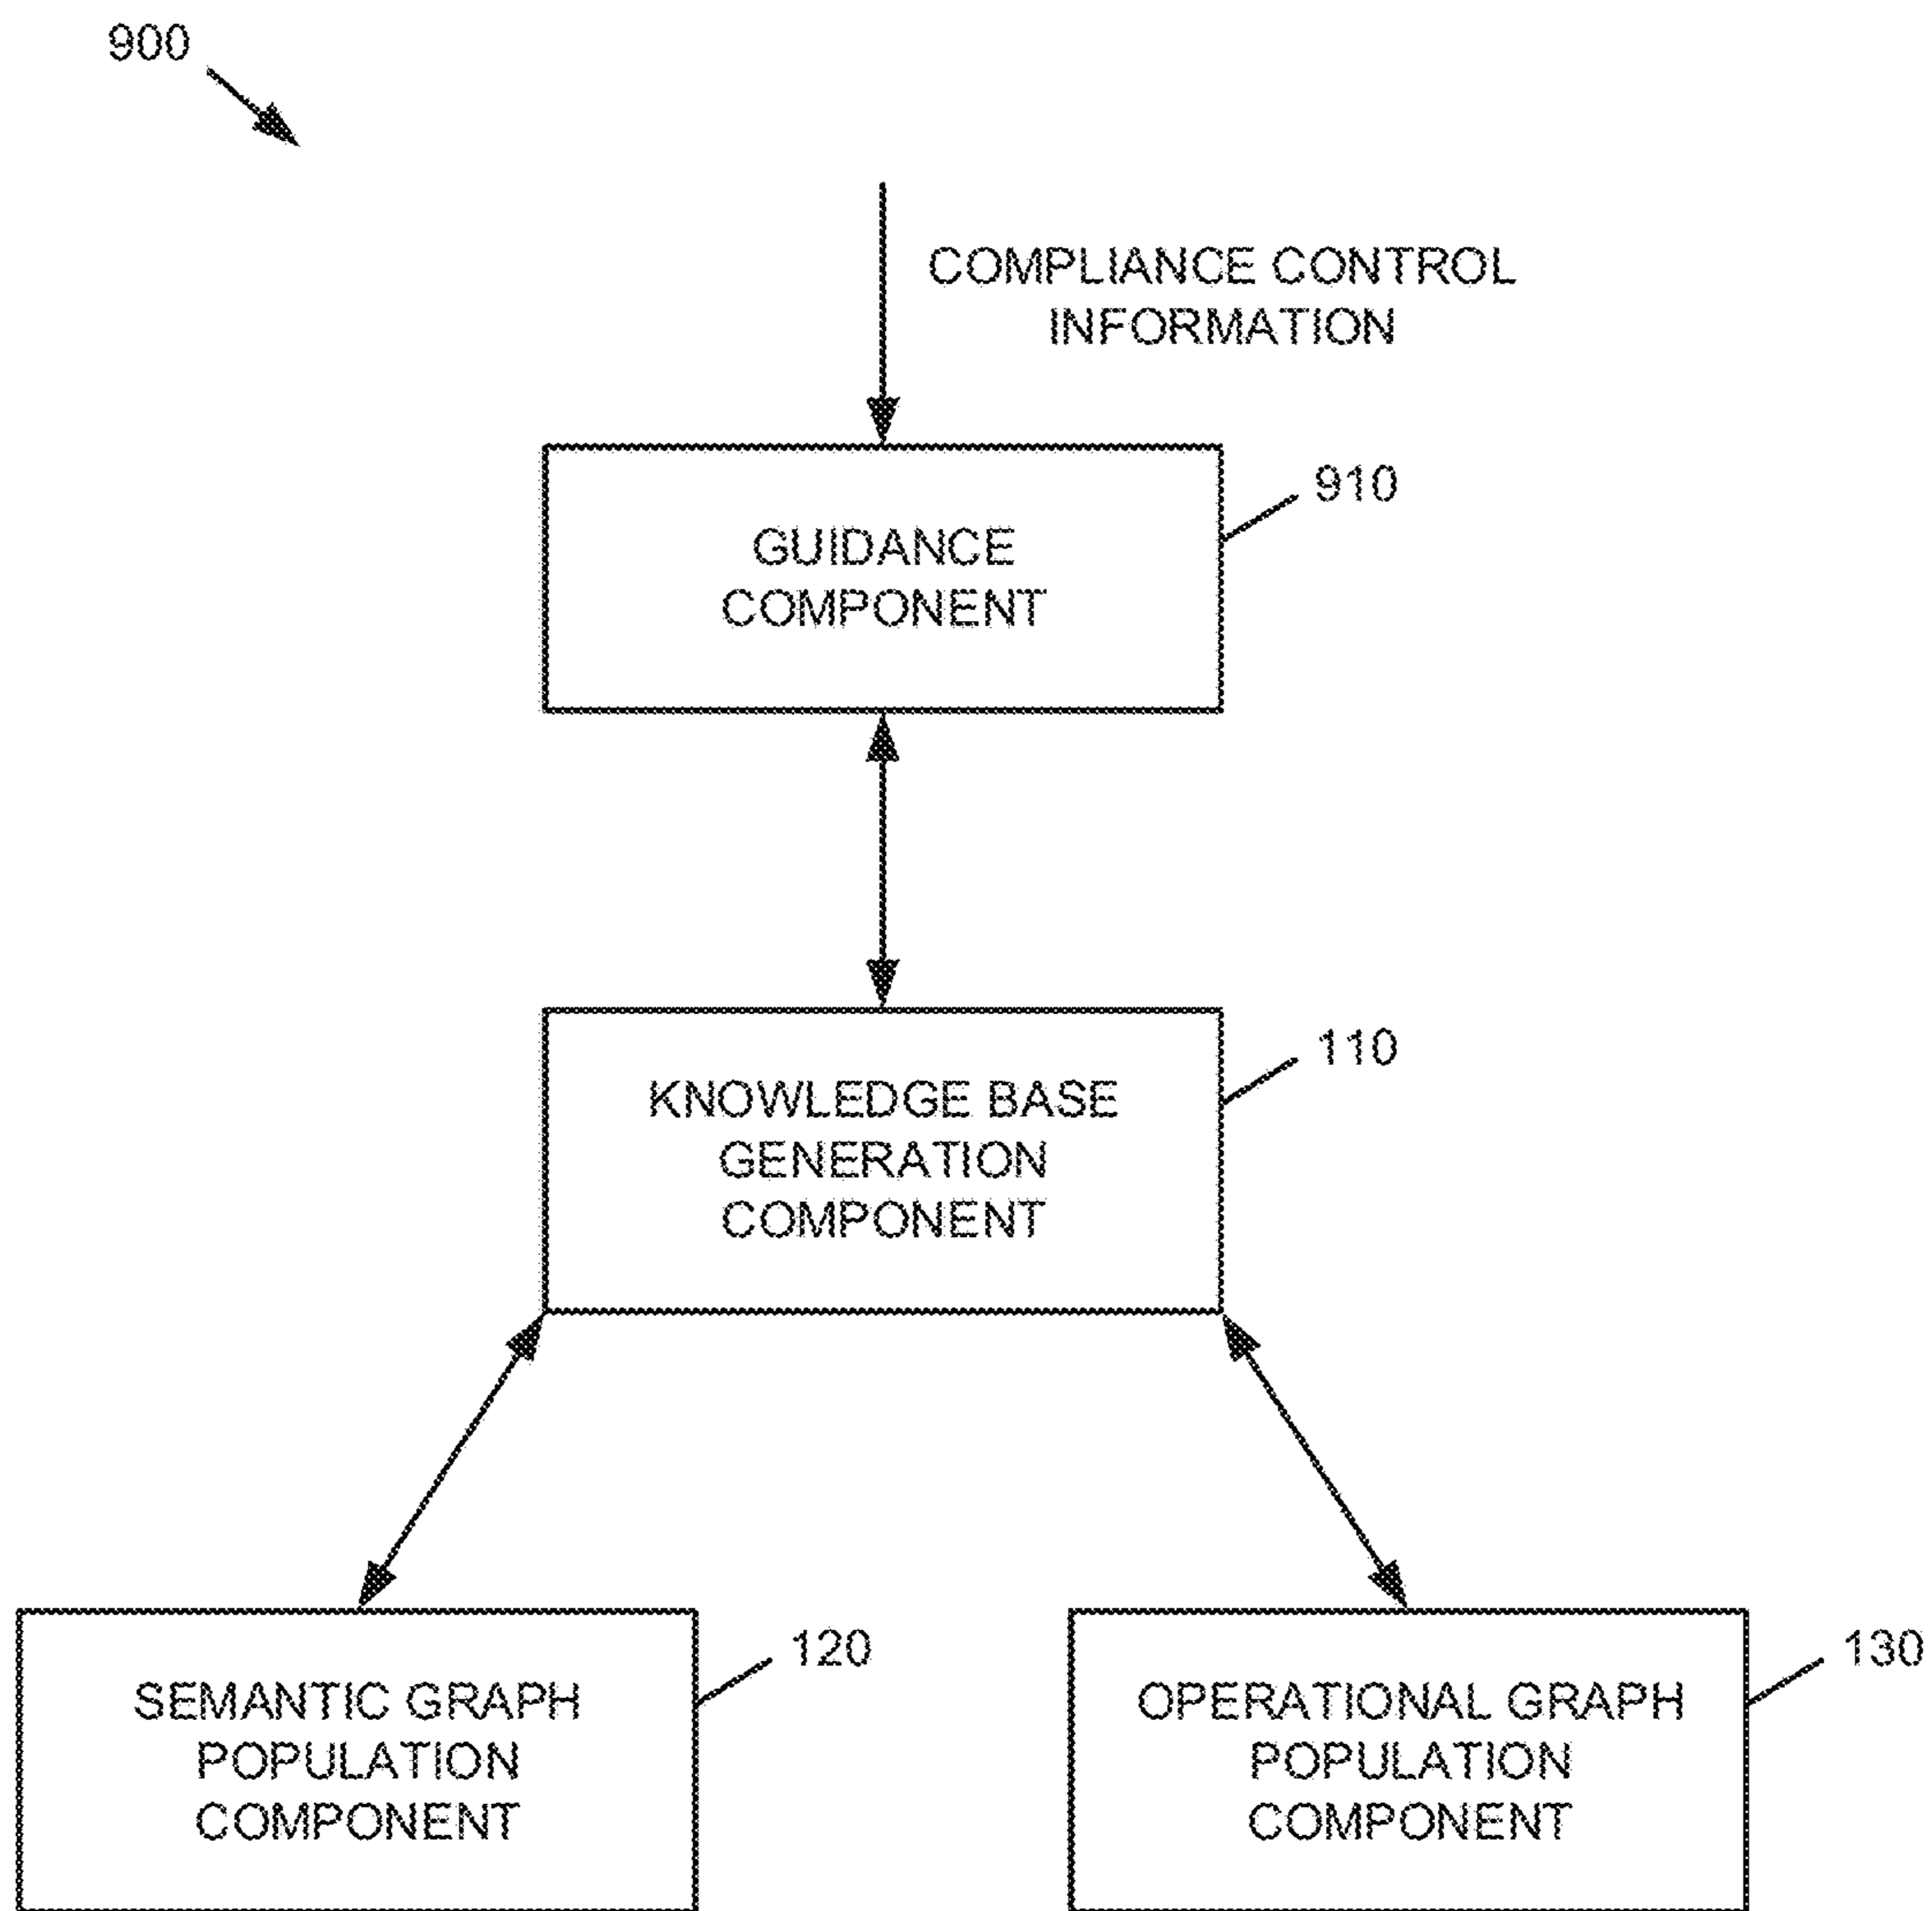 900
COMPLIANCE CONTROL
INFORMATION
910
GUIDANCE
COMPONENT
110
KNOWLEDGE BASE
GENERATION
COMPONENT
120
SEMANTIC GRAPH
POPULATION
COMPONENT
130
OPERATIONAL GRAPH
POPULATION
COMPONENT